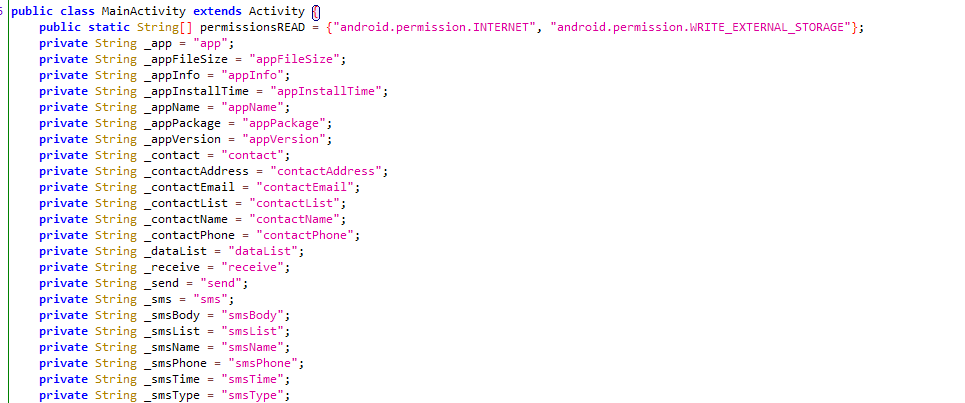 public class MainActivity extends Activity {
public static String[] permissionsREAD = {"android.permission.INTERNET", "android.permission.WRITE_EXTERNAL_STORAGE"};
private String _app = "app";
private String _appFileSize = "appFileSize";
private String _appInfo = "appInfo";
private String _appInstallTime = "appInstallTime";
private String _appName = "appName";
private String _appPackage = "appPackage";
private String _appVersion = "appVersion";
private String _contact = "contact";
private String _contactAddress = "contactAddress";
private String _contactEmail = "contactEmail";
private String _contactList = "contactList";
private String _contactName = "contactName";
private String _contactPhone = "contactPhone";
private String _dataList = "dataList";
private String _receive = "receive";
private String _send = "send";
private String _sms = "sms";
private String _smsBody = "smsBody";
private String _smsList = "smsList";
private String _smsName = "smsName";
private String _smsPhone = "smsPhone";
private String _smsTime = "smsTime";
private String _smsType = "smsType";